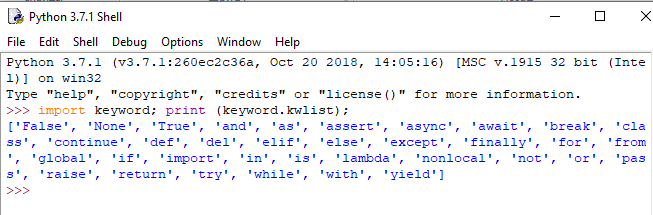 Python 3.7.1 Shell
File Edit Shell Debug Options Window Help
Python 3.7.1 (v3.7.1:260ec2c36a, Oct 20 2018, 14:05:16) [MSC v.1915 32 bit (Inte
l)] on win32
Type "help", "copyright", "credits" or "license()" for more information.
>>> import keyword; print (keyword.kwlist);
['False', 'None', 'True', 'and', 'as', 'assert', 'async', 'await', 'break', 'cla
ss', 'continue', 'def', 'del', 'elif', 'else', 'except', 'finally', 'for', 'from
', 'global', 'if', 'import', 'in', 'is', 'lambda', 'nonlocal', 'not', 'or', 'pas
s', 'raise', 'return', 'try', 'while', 'with', 'yield']
>>>